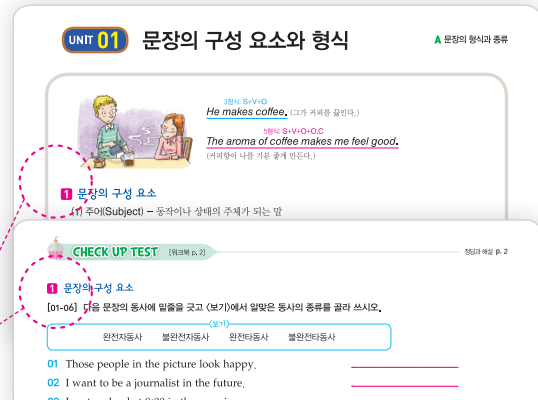 UNIT 01 문장의 구성 요소와 형식
A 문장의 형식과 종류
3형식: S+V+O
He makes coffee. (그가 커피를 끓인다.)
5형식: S+V+O+O.C
The aroma of coffee makes me feel good.
(커피향이 나를 기분 좋게 만든다.)
1 문장의 구성 요소
(1) 주어(Subject) – 동작이나 상태의 주체가 되는 말
CHECK UP TEST [워크북 p. 2]
정답과 해설 p. 2
1 문장의 구성 요소
[01-06] 다음 문장의 동사에 밑줄을 긋고 〈보기〉에서 알맞은 동사의 종류를 골라 쓰시오.
〈보기〉
완전자동사 불완전자동사 완전타동사 불완전타동사
01 Those people in the picture look happy.
02 I want to be a journalist in the future.